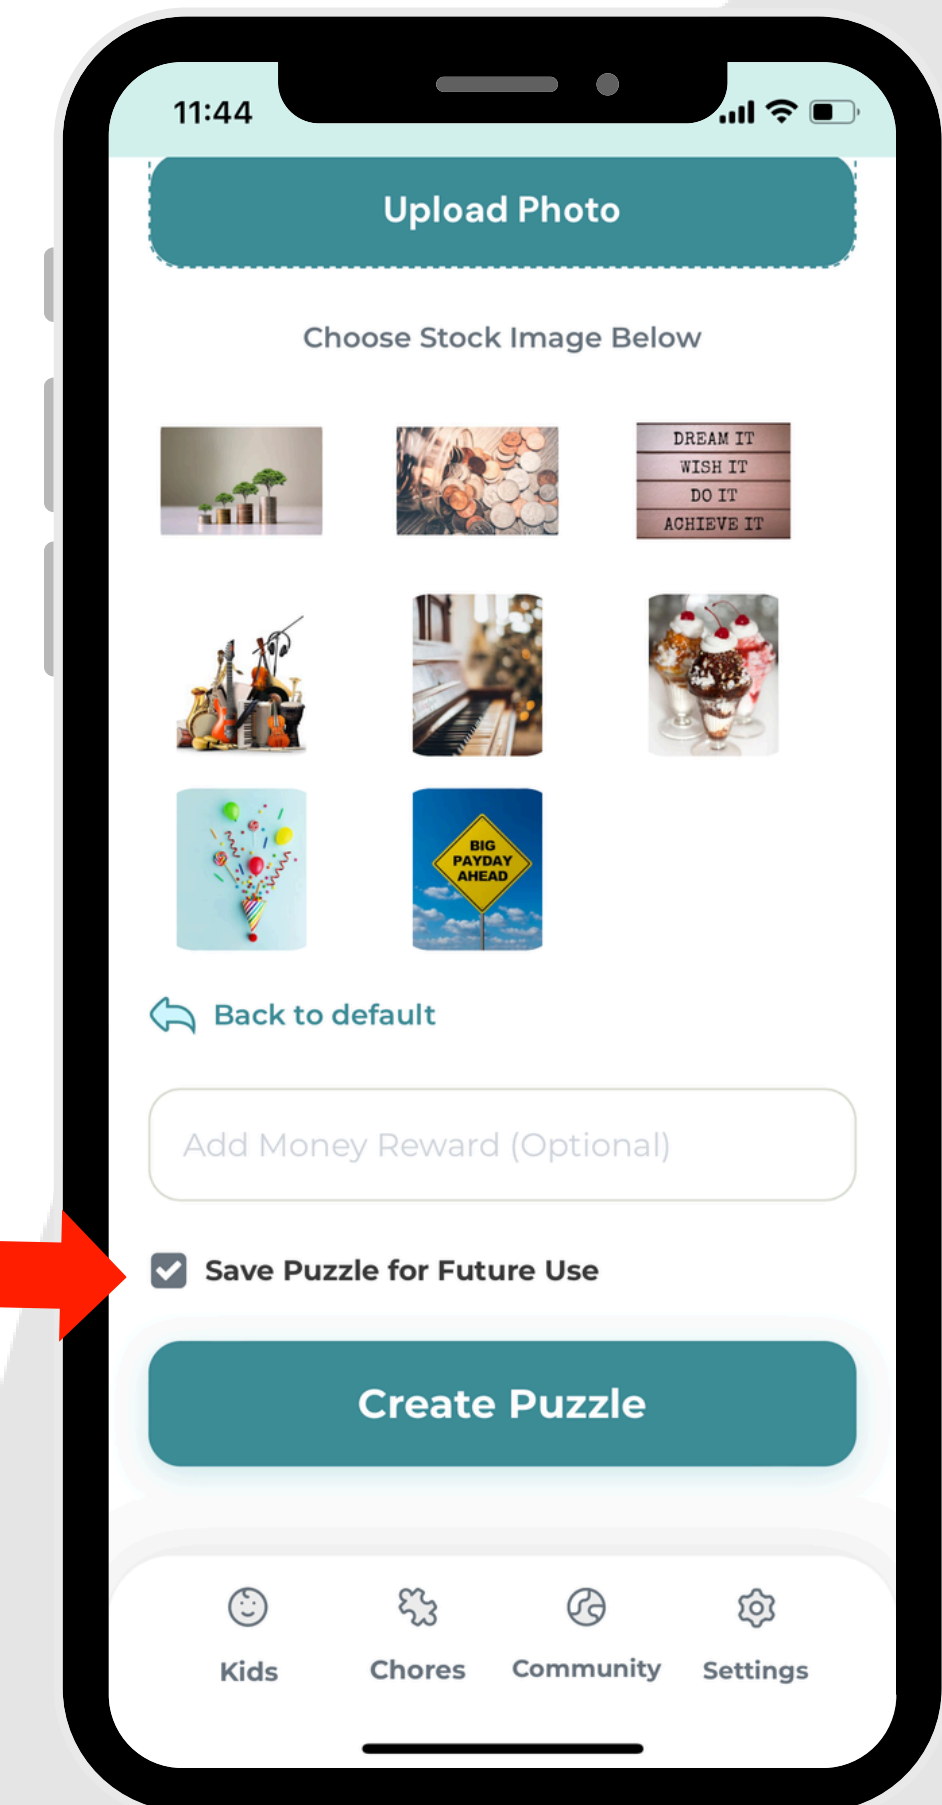 11:44
Upload Photo
Choose Stock Image Below
DREAM IT
WISH IT
DO IT
ACHIEVE IT
BIG
PAYDAY
AHEAD
Back to default
Add Money Reward (Optional)
Save Puzzle for Future Use
Create Puzzle
Kids
Chores
Community
Settings